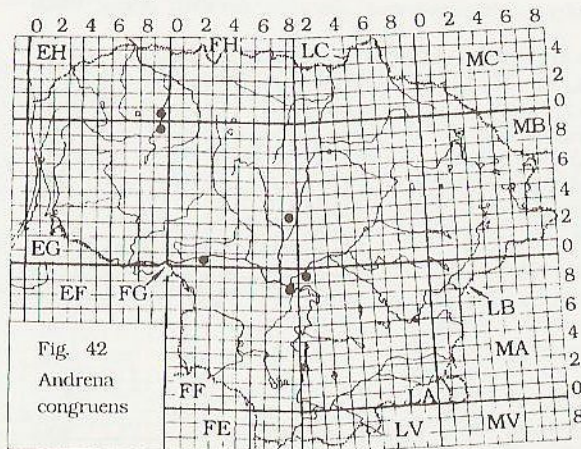 0 2 4 6 8 0 2 4 6 8 2 4 6 8 0 2 4 6 8
EH FH LC MC 4
2
0
MB 8
6
4
2
EG 0
EF FG LB 8
6
Fig. 42 MA 4
Andrena 2
congruens FF LA 0
FE LV MV 8